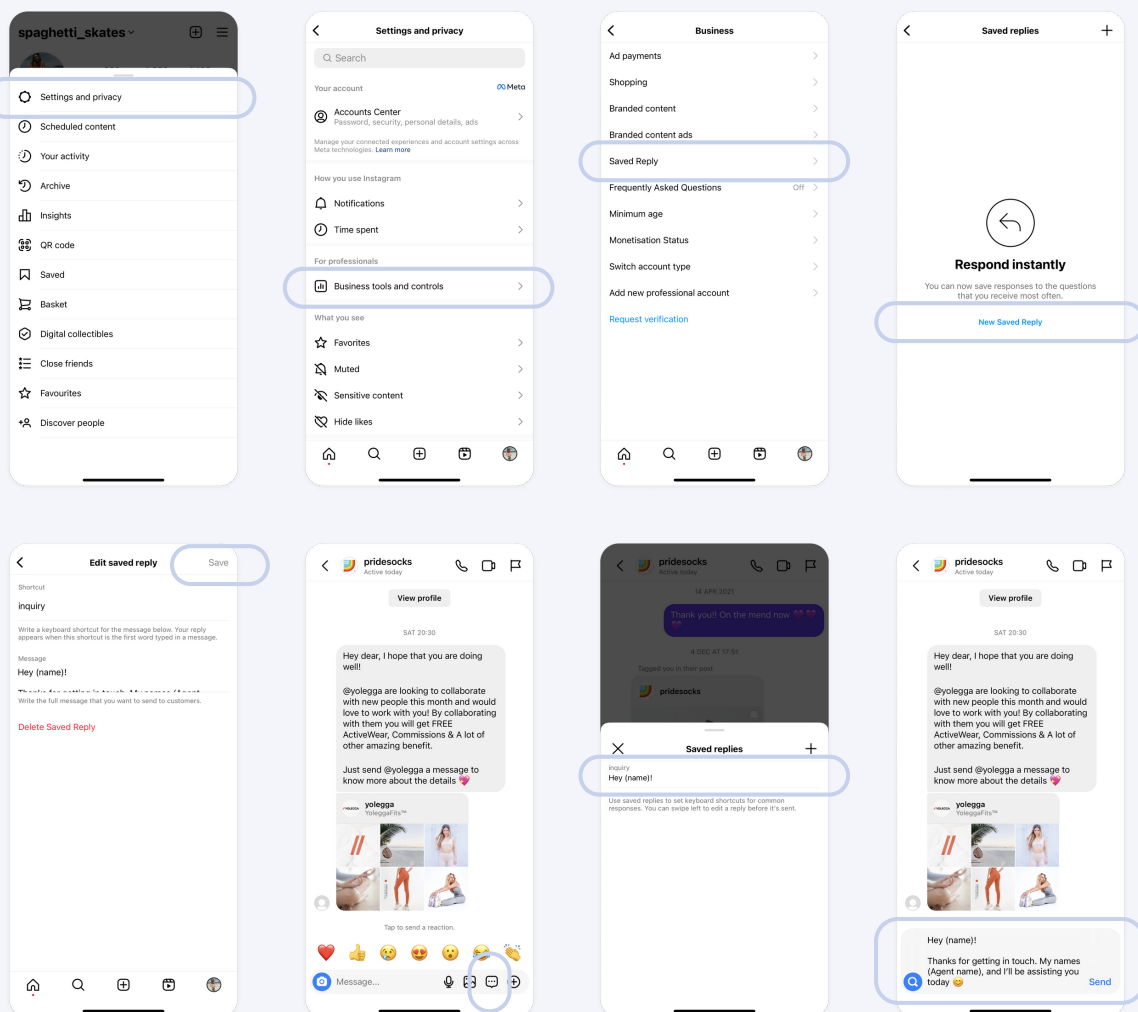 spaghetti_skates
Settings and privacy
Scheduled content
Your activity
Archive
Insights
QR code
Saved
Basket
Digital collectibles
Close friends
Favourites
Discover people
Settings and privacy
Search
Your account
Meta
Accounts Center
Password, security, personal details, ads
Manage your connected experiences and account settings across
Meta technologies. Learn more
How you use Instagram
Notifications
Time spent
For professionals
Business tools and controls
What you see
Favorites
Muted
Sensitive content
Hide likes
Business
Ad payments
Shopping
Branded content
Branded content ads
Saved Reply
Frequently Asked Questions Off
Minimum age
Monetisation Status
Switch account type
Add new professional account
Request verification
Saved replies
Respond instantly
You can now save responses to the questions
that you receive most often.
New Saved Reply
Edit saved reply Save
Shortcut
inquiry
Write a keyboard shortcut for the message below. Your reply
appears when this shortcut is the first word typed in a message.
Message
Hey (name)!
Thanks for getting in touch. My names (Agent
Write the full message that you want to send to customers.
Delete Saved Reply
pridesocks
Active today
View profile
SAT 20:30
Hey dear, I hope that you are doing
well!
@yolegga are looking to collaborate
with new people this month and would
love to work with you! By collaborating
with them you will get FREE
ActiveWear, Commissions & A lot of
other amazing benefit.
Just send @yolegga a message to
know more about the details 💖
yolegga
YoleggaFits™
Tap to send a reaction.
Message...
pridesocks
Active today
14 APR 2021
Thank you!! On the mend now 💜💜
💜
4 DEC AT 17:51
Tagged you in their post
pridesocks
Saved replies
inquiry
Hey (name)!
Use saved replies to set keyboard shortcuts for common
responses. You can swipe left to edit a reply before it's sent.
pridesocks
Active today
View profile
SAT 20:30
Hey dear, I hope that you are doing
well!
@yolegga are looking to collaborate
with new people this month and would
love to work with you! By collaborating
with them you will get FREE
ActiveWear, Commissions & A lot of
other amazing benefit.
Just send @yolegga a message to
know more about the details 💖
yolegga
YoleggaFits™
Hey (name)!
Thanks for getting in touch. My names
(Agent name), and I'll be assisting you
today 😊 Send